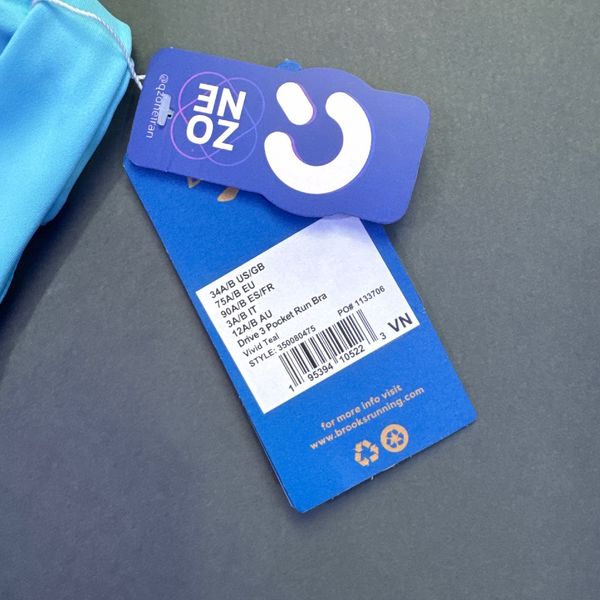 @qzoneiran
ZO
NE
34A/B US/GB
75A/B EU
90A/B ES/FR
3A/B IT
12A/B AU
Drive 3 Pocket Run Bra
Vivid Teal
STYLE: 350080475 PO# 1133706
1 95394 10522 3 VN
for more info visit
www.brooksrunning.com